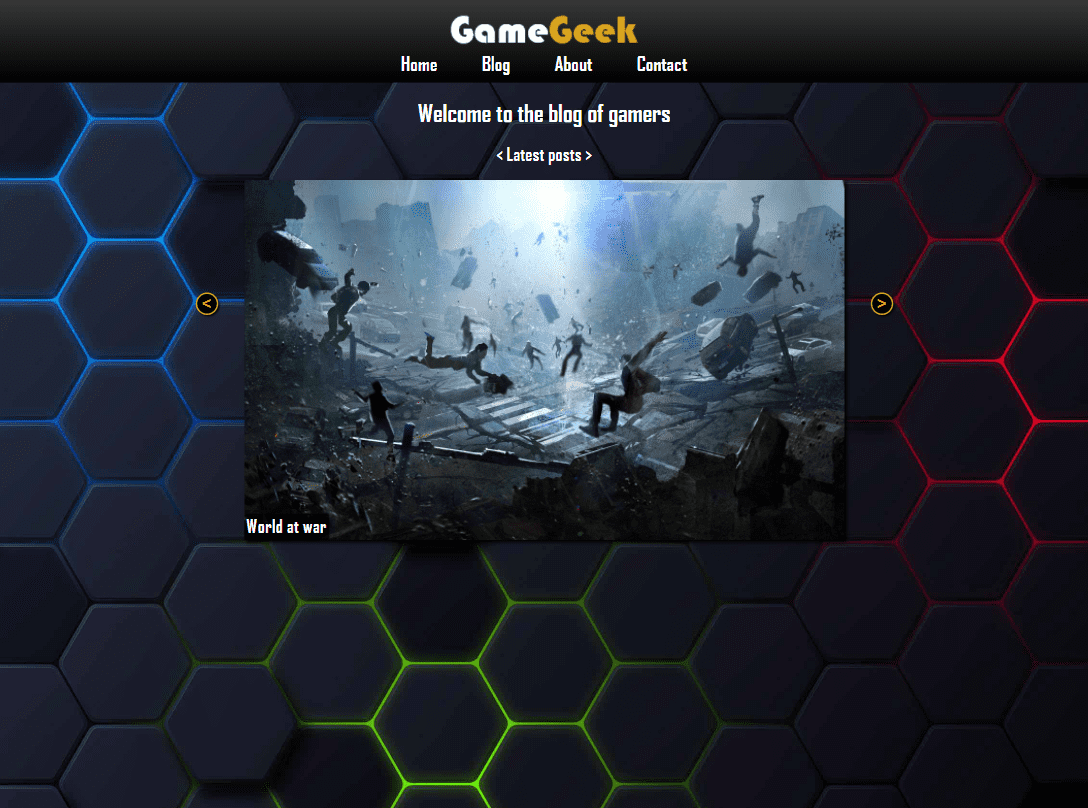 GameGeek
Home Blog About Contact
Welcome to the blog of gamers
< Latest posts >
< >
World at war